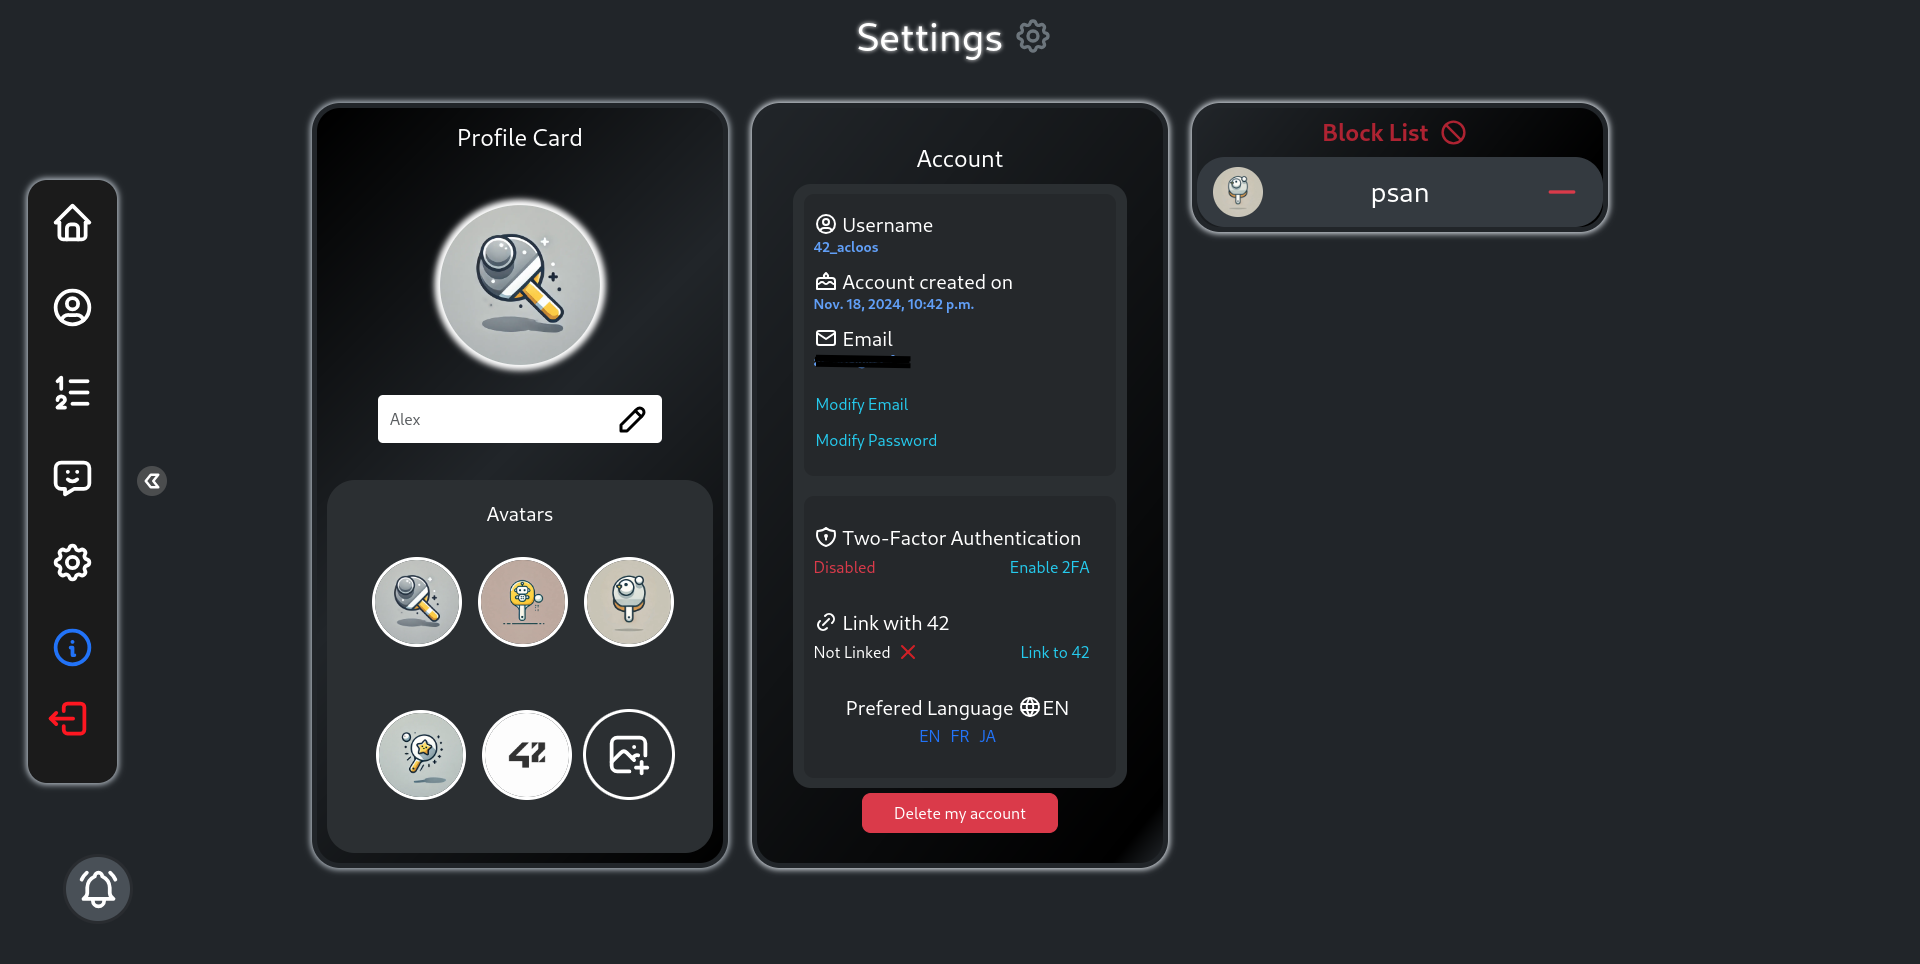 Settings
Profile Card
Alex
Avatars
42
Account
Username
42_acloos
Account created on
Nov. 18, 2024, 10:42 p.m.
Email
Modify Email
Modify Password
Two-Factor Authentication
Disabled Enable 2FA
Link with 42
Not Linked Link to 42
Prefered Language EN
EN FR JA
Delete my account
Block List
psan